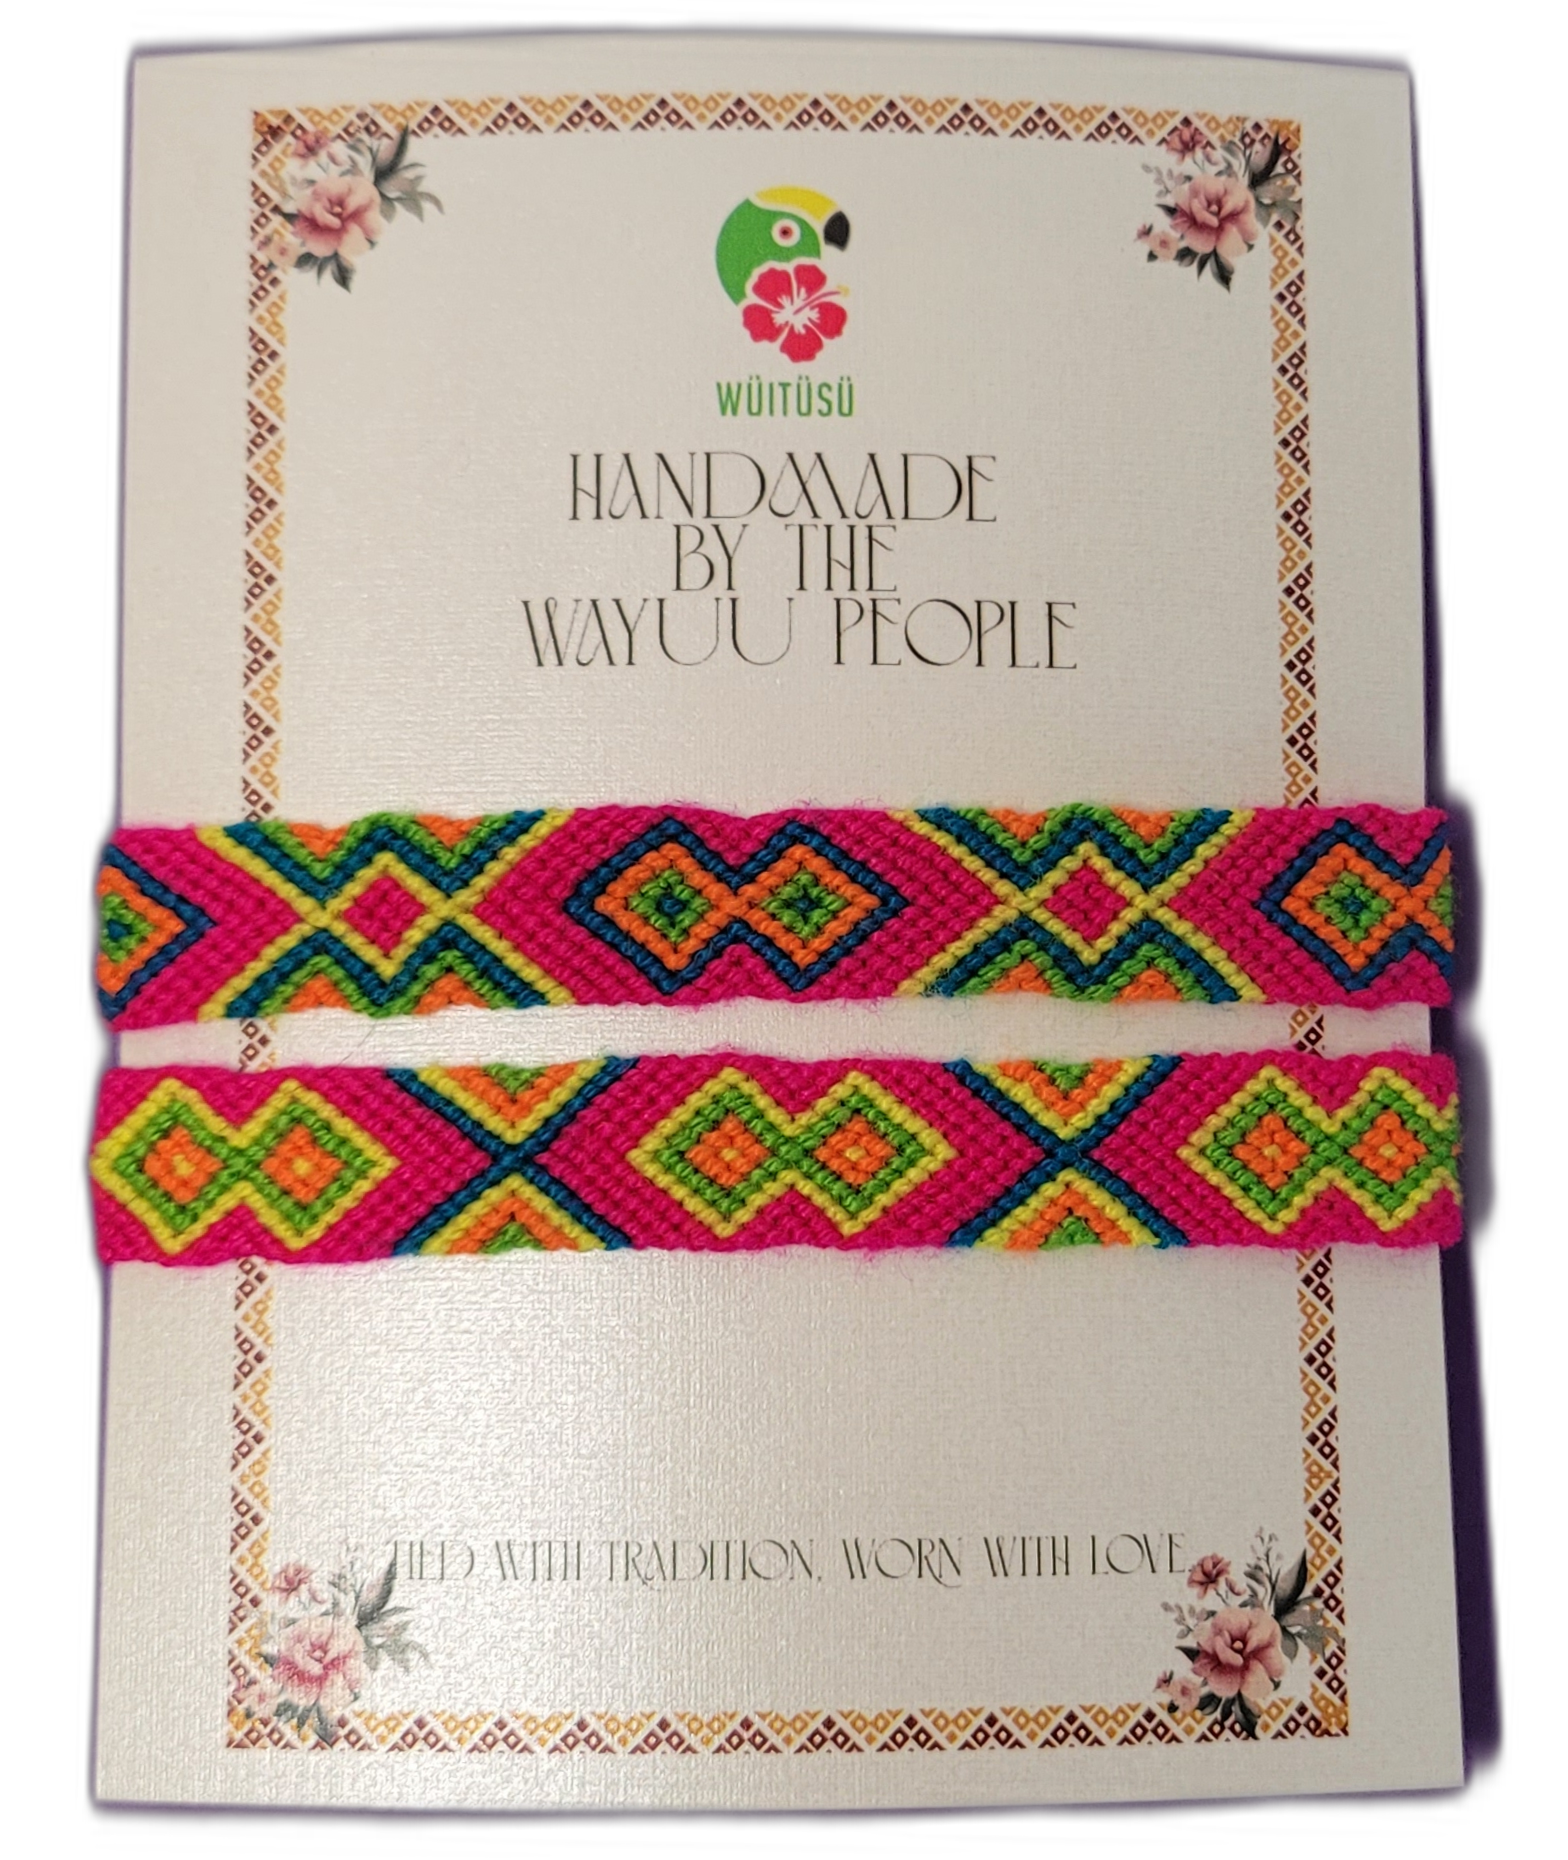 WÜITÜSÜ
HANDMADE
BY THE
WAYUU PEOPLE
TIED WITH TRADITION, WORN WITH LOVE.